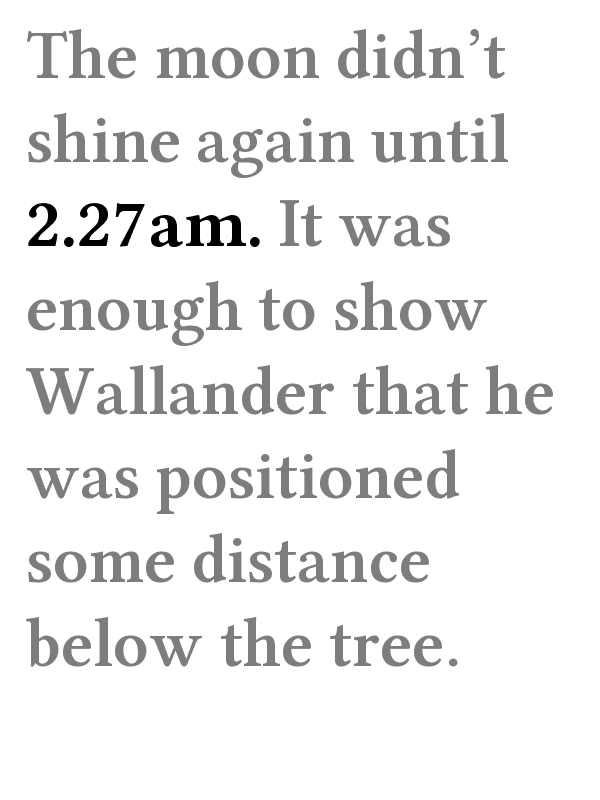 The moon didn’t
shine again until
2.27am. It was
enough to show
Wallander that he
was positioned
some distance
below the tree.